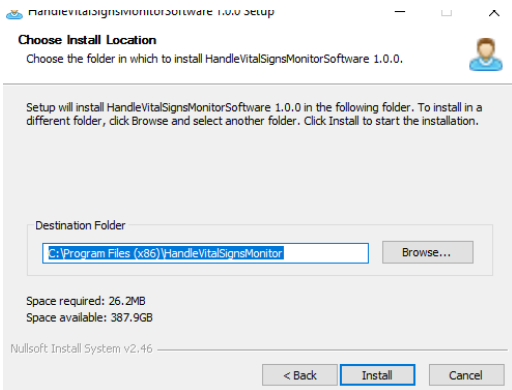 HandleVitalSignsMonitorSoftware 1.0.0 Setup
Choose Install Location
Choose the folder in which to install HandleVitalSignsMonitorSoftware 1.0.0.
Setup will install HandleVitalSignsMonitorSoftware 1.0.0 in the following folder. To install in a
different folder, click Browse and select another folder. Click Install to start the installation.
Destination Folder
C:\Program Files (x86)\HandleVitalSignsMonitor
Browse...
Space required: 26.2MB
Space available: 387.9GB
Nullsoft Install System v2.46
< Back Install Cancel